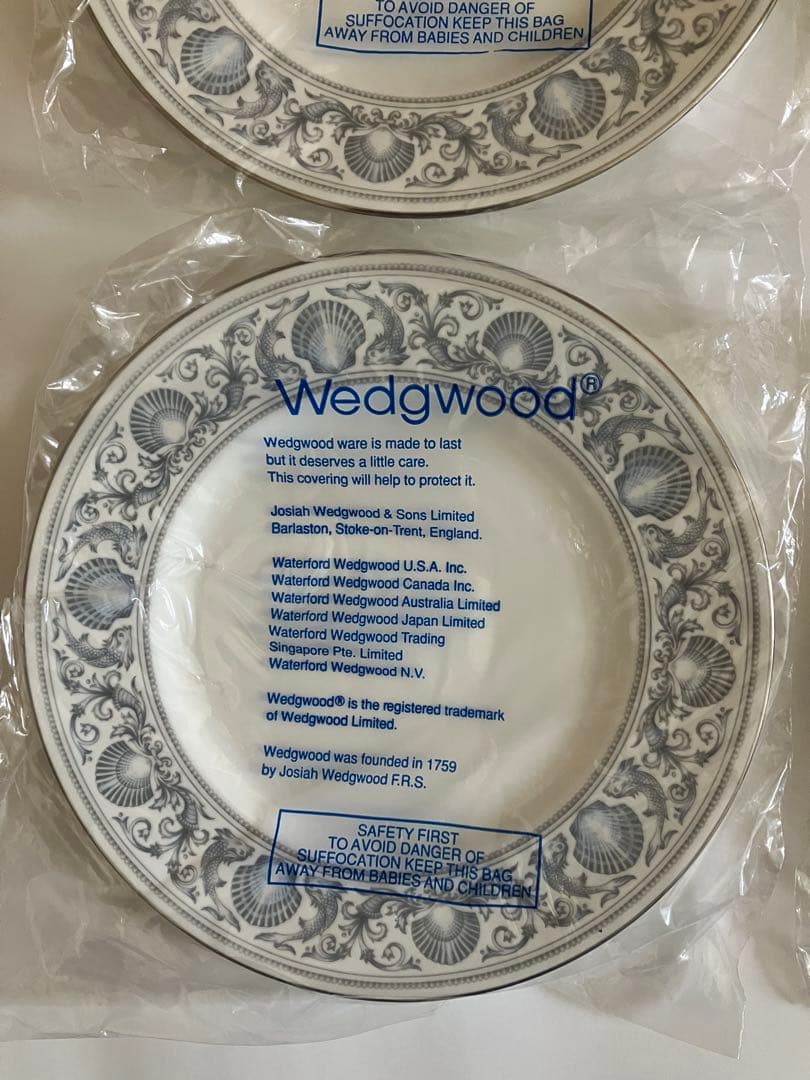 TO AVOID DANGER OF
SUFFOCATION KEEP THIS BAG
AWAY FROM BABIES AND CHILDREN
Wedgwood®
Wedgwood ware is made to last
but it deserves a little care.
This covering will help to protect it.
Josiah Wedgwood & Sons Limited
Barlaston, Stoke-on-Trent, England.
Waterford Wedgwood U.S.A. Inc.
Waterford Wedgwood Canada Inc.
Waterford Wedgwood Australia Limited
Waterford Wedgwood Japan Limited
Waterford Wedgwood Trading
Singapore Pte. Limited
Waterford Wedgwood N.V.
Wedgwood® is the registered trademark
of Wedgwood Limited.
Wedgwood was founded in 1759
by Josiah Wedgwood F.R.S.
SAFETY FIRST
TO AVOID DANGER OF
SUFFOCATION KEEP THIS BAG
AWAY FROM BABIES AND CHILDREN